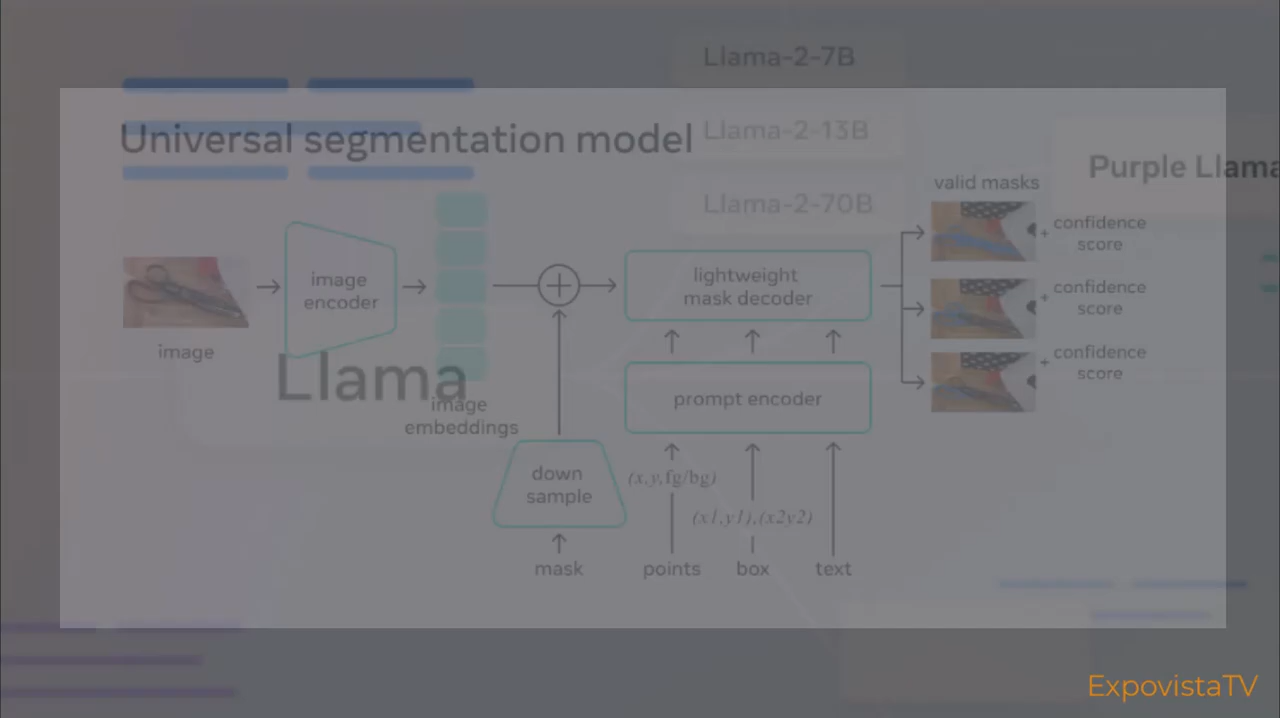 Llama-2-7B
Universal segmentation model
Llama-2-13B
Purple Llama
valid masks
Llama-2-70B
image
encoder
lightweight
mask decoder
+ confidence
score
+ confidence
score
+ confidence
score
image
Llama
image
embeddings
prompt encoder
down
sample
(x,y,fg/bg)
(x1,y1),(x2y2)
mask
points
box
text
ExpovistaTV